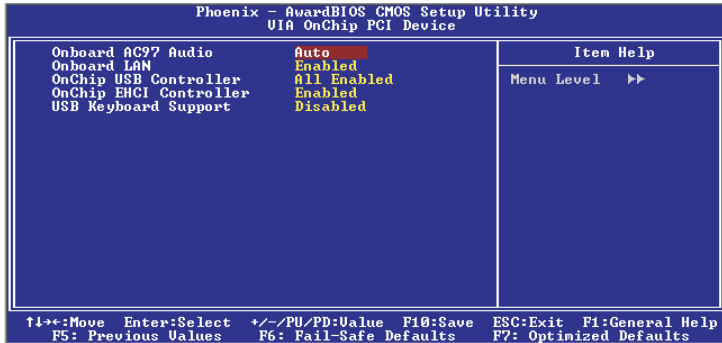 Phoenix - AwardBIOS CMOS Setup Utility
VIA OnChip PCI Device
Onboard AC97 Audio Auto
Onboard LAN Enabled
OnChip USB Controller All Enabled
OnChip EHCI Controller Enabled
USB Keyboard Support Disabled
Item Help
Menu Level ▸▸
↑↓→←:Move Enter:Select +/-/PU/PD:Value F10:Save ESC:Exit F1:General Help
F5: Previous Values F6: Fail-Safe Defaults F7: Optimized Defaults